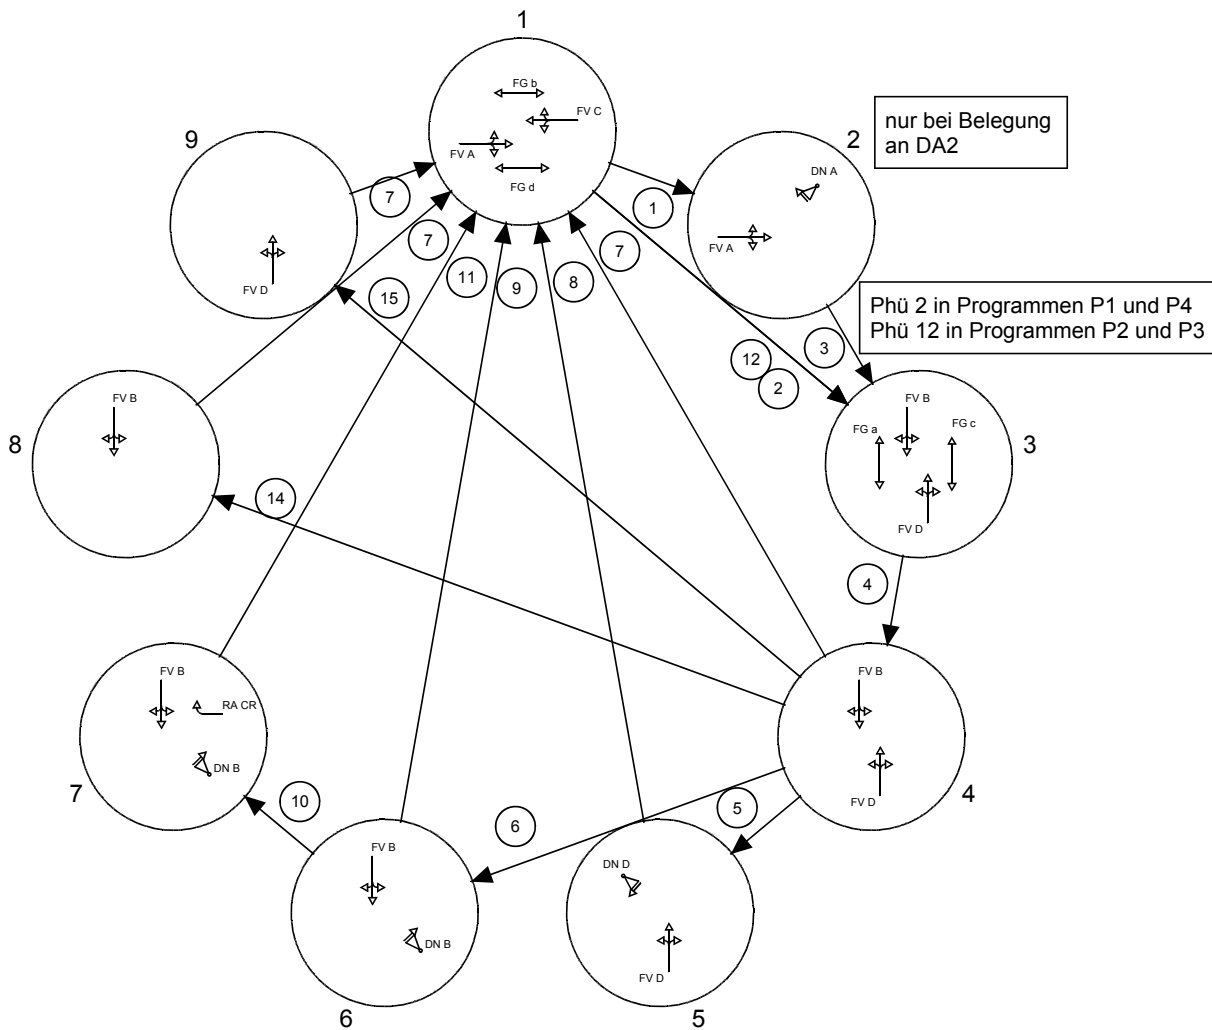 1
FG b
FV C
FV A
FG d
9
FV D
7
7
11
15
9
8
7
1
2
DN A
FV A
nur bei Belegung
an DA2
Phü 2 in Programmen P1 und P4
Phü 12 in Programmen P2 und P3
12
2
3
3
FV B
FG a
FG c
FV D
8
FV B
14
4
4
FV B
FV D
7
FV B
RA CR
DN B
10
6
5
6
FV B
DN B
5
DN D
FV D